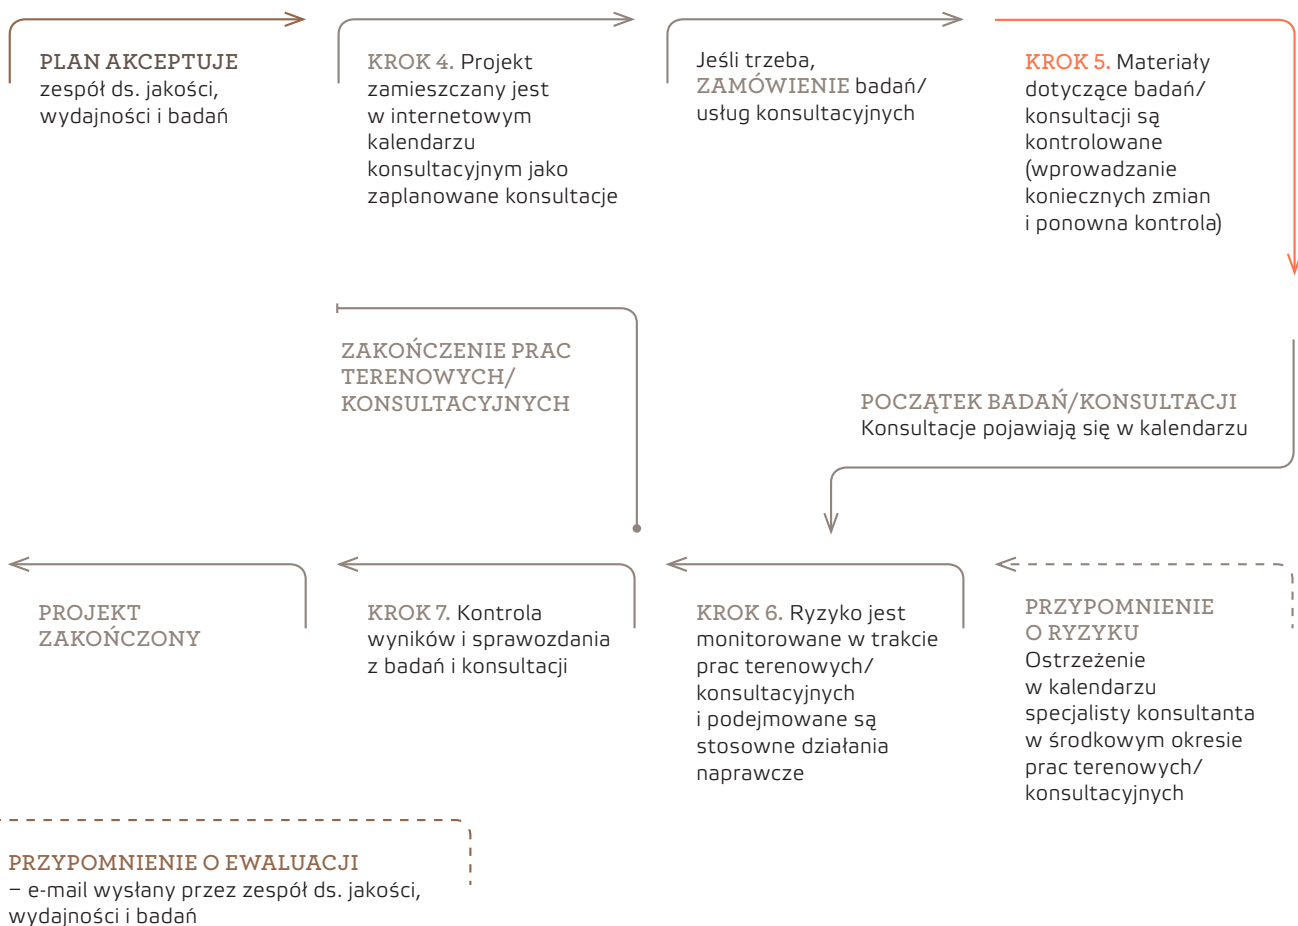 PLAN AKCEPTUJE
zespół ds. jakości,
wydajności i badań
KROK 4. Projekt
zamieszczany jest
w internetowym
kalendarzu
konsultacyjnym jako
zaplanowane konsultacje
Jeśli trzeba,
ZAMÓWIENIE badań/
usług konsultacyjnych
KROK 5. Materiały
dotyczące badań/
konsultacji są
kontrolowane
(wprowadzanie
koniecznych zmian
i ponowna kontrola)
ZAKOŃCZENIE PRAC
TERENOWYCH/
KONSULTACYJNYCH
POCZĄTEK BADAŃ/KONSULTACJI
Konsultacje pojawiają się w kalendarzu
PROJEKT
ZAKOŃCZONY
KROK 7. Kontrola
wyników i sprawozdania
z badań i konsultacji
KROK 6. Ryzyko jest
monitorowane w trakcie
prac terenowych/
konsultacyjnych
i podejmowane są
stosowne działania
naprawcze
PRZYPOMNIENIE
O RYZYKU
Ostrzeżenie
w kalendarzu
specjalisty konsultanta
w środkowym okresie
prac terenowych/
konsultacyjnych
PRZYPOMNIENIE O EWALUACJI
– e-mail wysłany przez zespół ds. jakości,
wydajności i badań